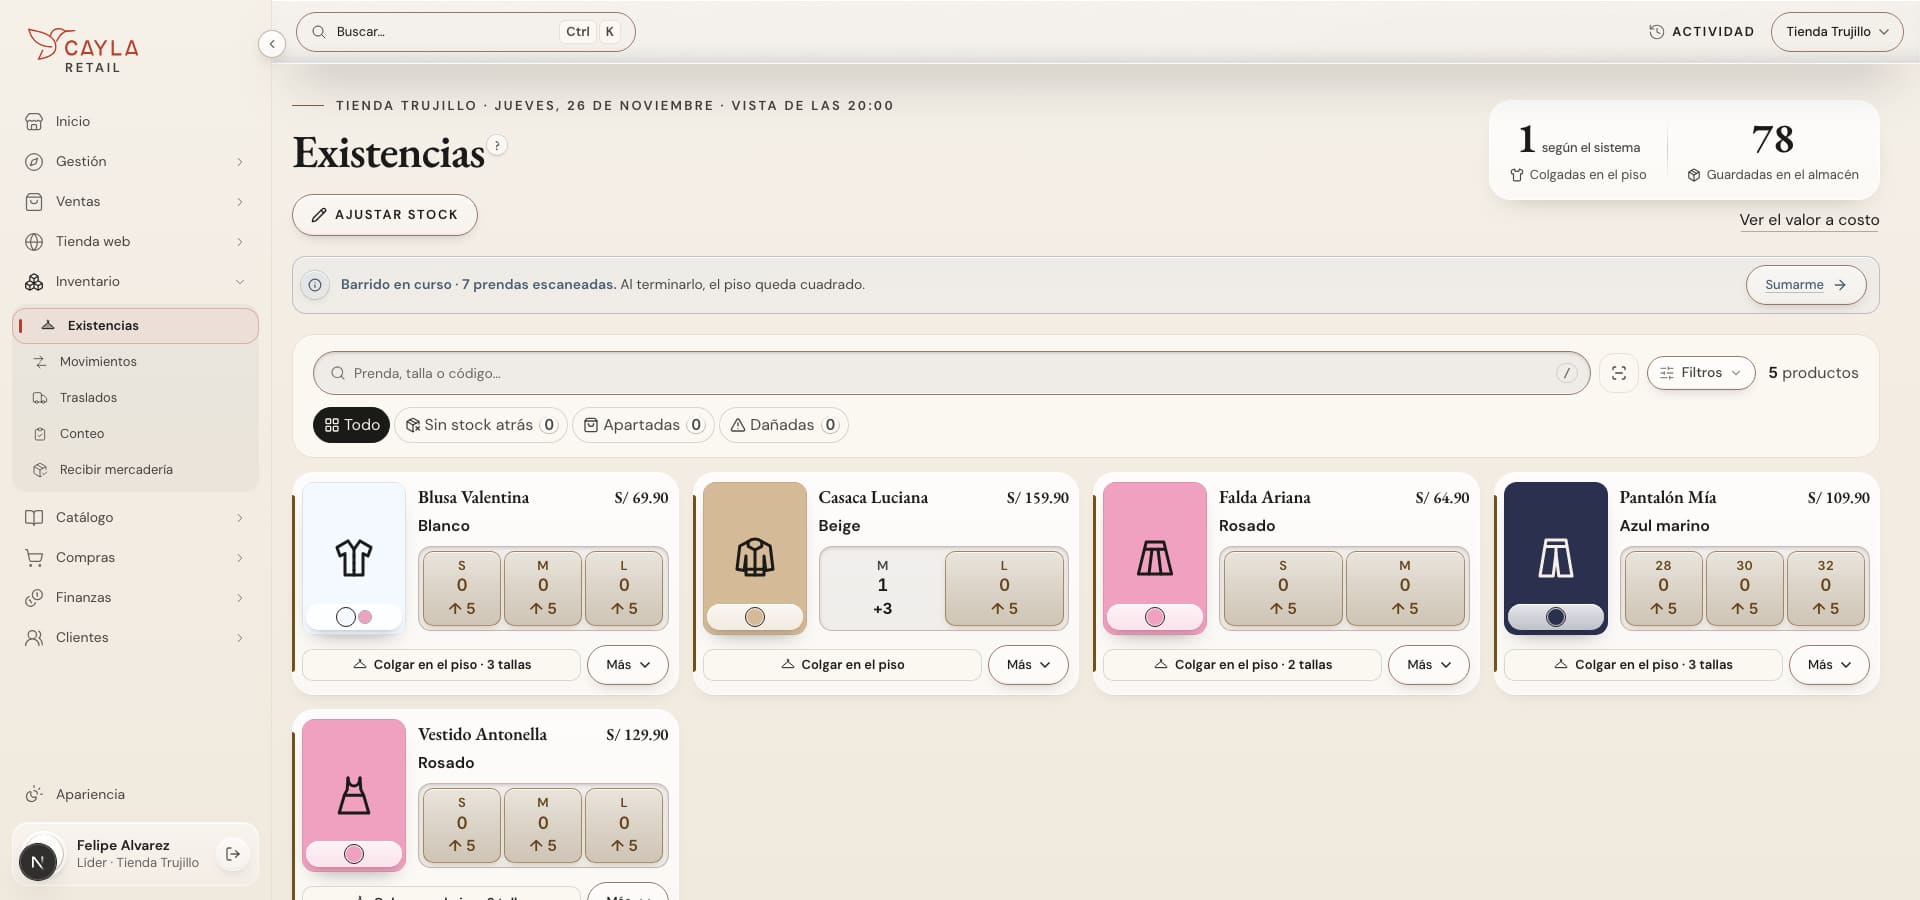 CAYLA
RETAIL
Inicio
Gestión
Ventas
Tienda web
Inventario
Existencias
Movimientos
Traslados
Conteo
Recibir mercadería
Catálogo
Compras
Finanzas
Clientes
Apariencia
N
Felipe Alvarez
Líder · Tienda Trujillo
Buscar...
Ctrl K
ACTIVIDAD
Tienda Trujillo
TIENDA TRUJILLO · JUEVES, 26 DE NOVIEMBRE · VISTA DE LAS 20:00
Existencias ?
AJUSTAR STOCK
1 según el sistema
Colgadas en el piso
78
Guardadas en el almacén
Ver el valor a costo
Barrido en curso · 7 prendas escaneadas. Al terminarlo, el piso queda cuadrado.
Sumarme
Prenda, talla o código...
/
Filtros
5 productos
Todo
Sin stock atrás 0
Apartadas 0
Dañadas 0
Blusa Valentina S/ 69.90
Blanco
S M L
0 0 0
↑ 5 ↑ 5 ↑ 5
Colgar en el piso · 3 tallas
Más
Casaca Luciana S/ 159.90
Beige
M L
1 0
+3 ↑ 5
Colgar en el piso
Más
Falda Ariana S/ 64.90
Rosado
S M
0 0
↑ 5 ↑ 5
Colgar en el piso · 2 tallas
Más
Pantalón Mía S/ 109.90
Azul marino
28 30 32
0 0 0
↑ 5 ↑ 5 ↑ 5
Colgar en el piso · 3 tallas
Más
Vestido Antonella S/ 129.90
Rosado
S M L
0 0 0
↑ 5 ↑ 5 ↑ 5